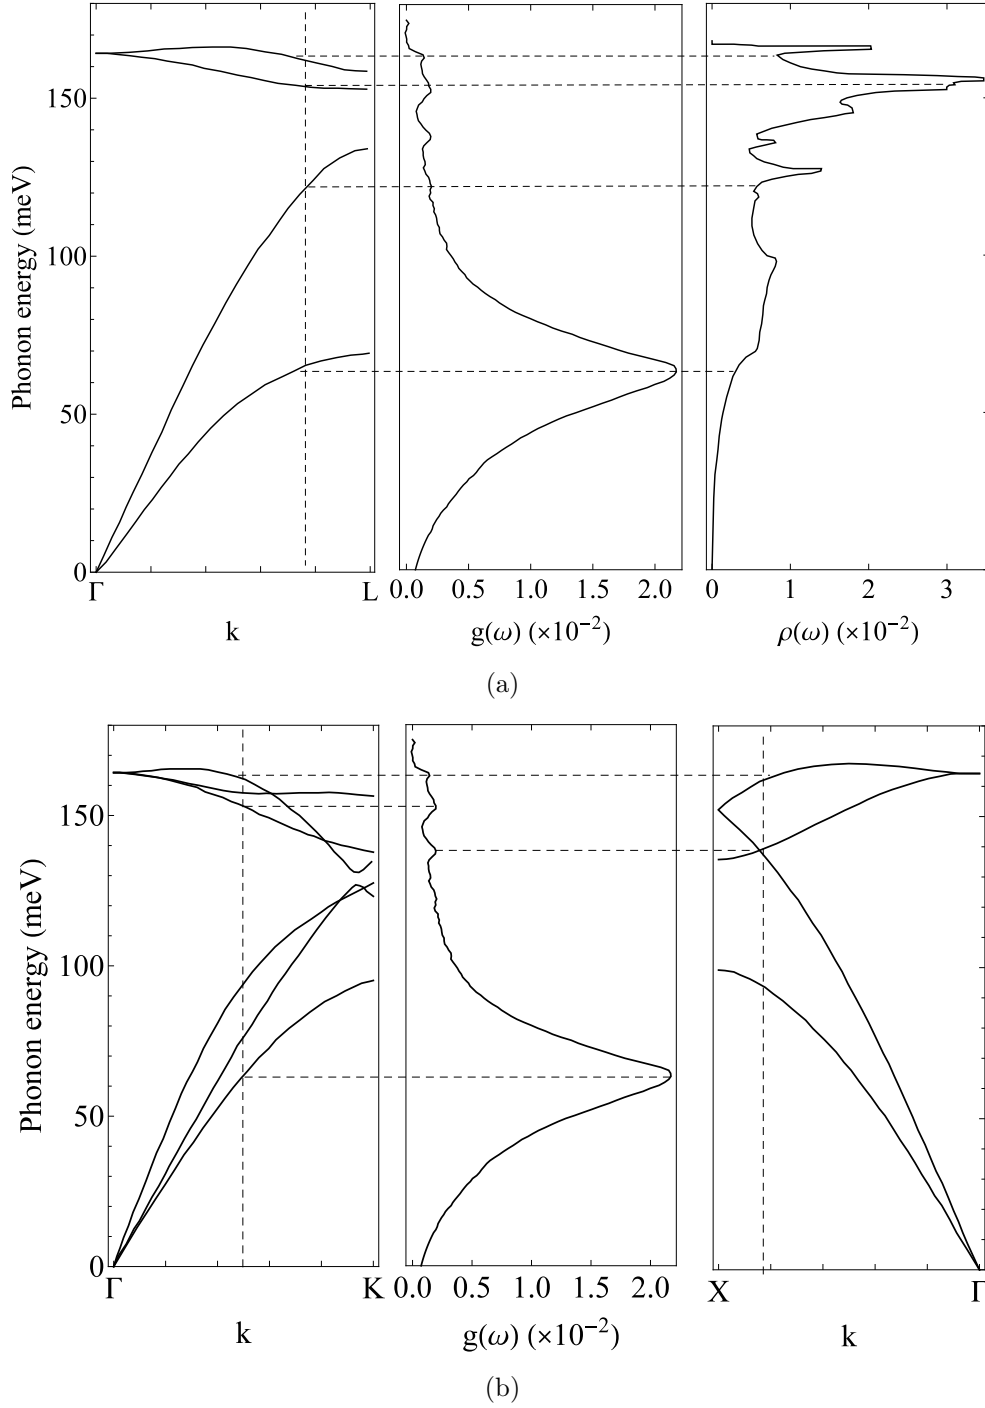 Phonon energy (meV)
150
100
50
0
Γ
L
k
0.0 0.5 1.0 1.5 2.0
g(ω) (×10⁻²)
0 1 2 3
ρ(ω) (×10⁻²)
(a)
Phonon energy (meV)
150
100
50
0
Γ
K
k
0.0 0.5 1.0 1.5 2.0
g(ω) (×10⁻²)
X
Γ
k
(b)